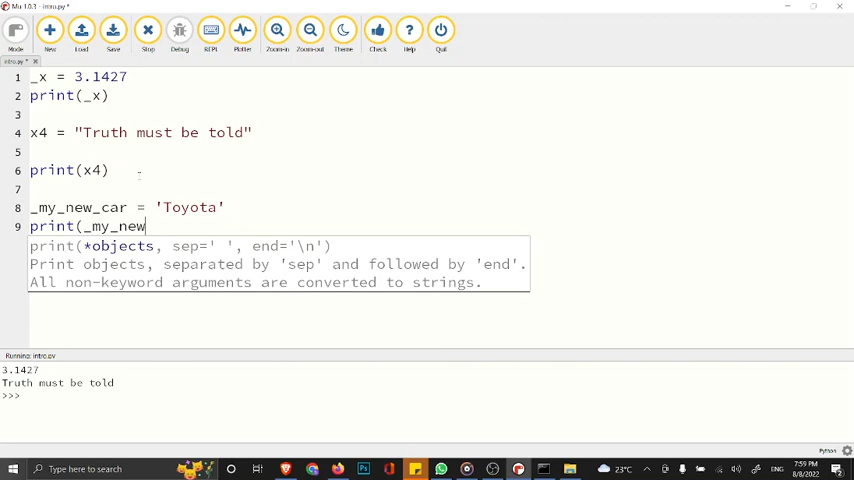 Mu 1.0.3 - intro.py *
Mode New Load Save Stop Debug REPL Plotter Zoom-in Zoom-out Theme Check Help Quit
intro.py *
1 _x = 3.1427
2 print(_x)
3
4 x4 = "Truth must be told"
5
6 print(x4)
7
8 _my_new_car = 'Toyota'
9 print(_my_new
print(*objects, sep=' ', end='\n')
Print objects, separated by 'sep' and followed by 'end'.
All non-keyword arguments are converted to strings.
Running: intro.py
3.1427
Truth must be told
>>>
Python
Type here to search
Ps
23°C
ENG
7:59 PM
8/8/2022